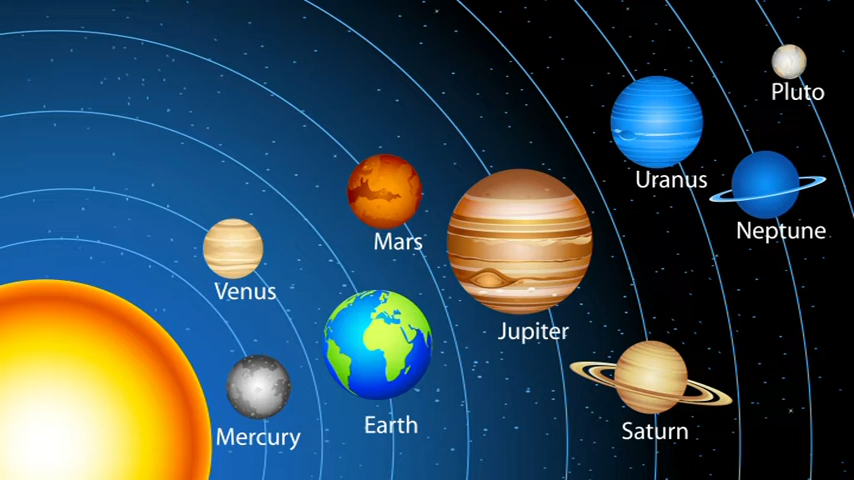 Pluto
Uranus
Neptune
Mars
Venus
Jupiter
Earth
Saturn
Mercury